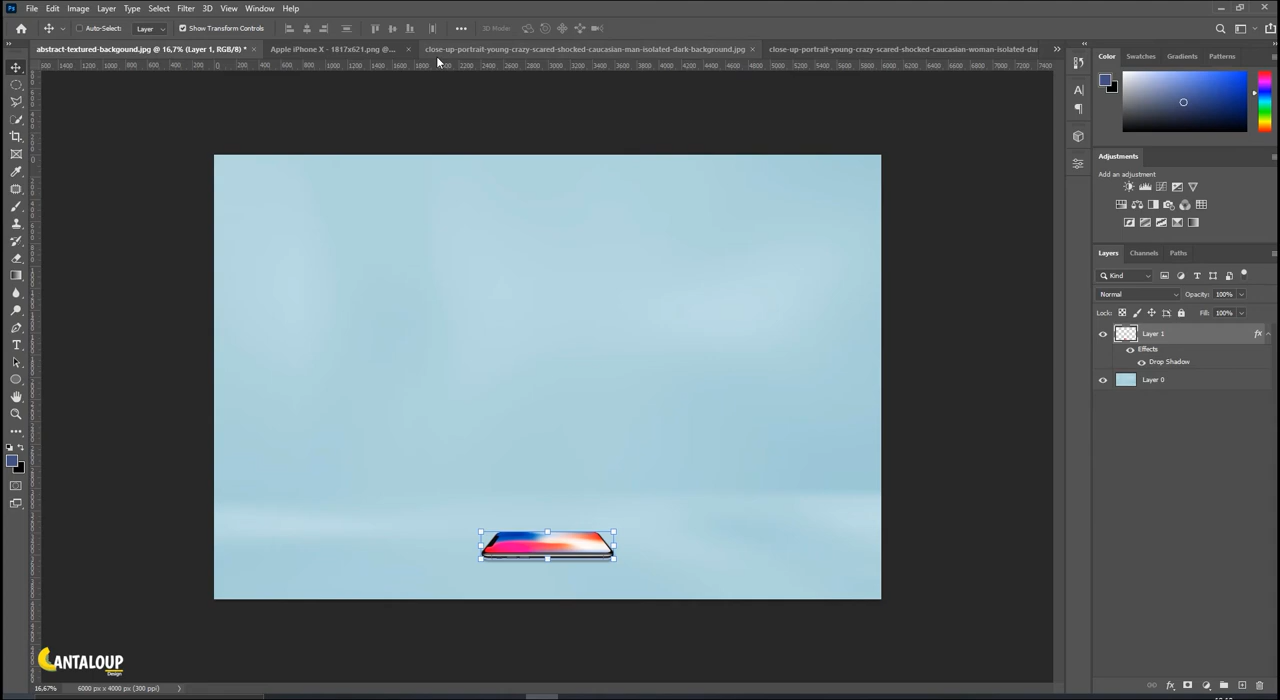 Ps File Edit Image Layer Type Select Filter 3D View Window Help
Auto-Select: Layer Show Transform Controls 3D Mode:
abstract-textured-backgound.jpg @ 16,7% (Layer 1, RGB/8) * × Apple iPhone X - 1817x621.png @... × close-up-portrait-young-crazy-scared-shocked-caucasian-man-isolated-dark-background.jpg × close-up-portrait-young-crazy-scared-shocked-caucasian-woman-isolated-dar
Color Swatches Gradients Patterns
Adjustments
Add an adjustment
Layers Channels Paths
Kind
Normal Opacity: 100%
Lock: Fill: 100%
Layer 1 fx
Effects
Drop Shadow
Layer 0
CANTALOUP
Design
16,67% 6000 px x 4000 px (300 ppi)